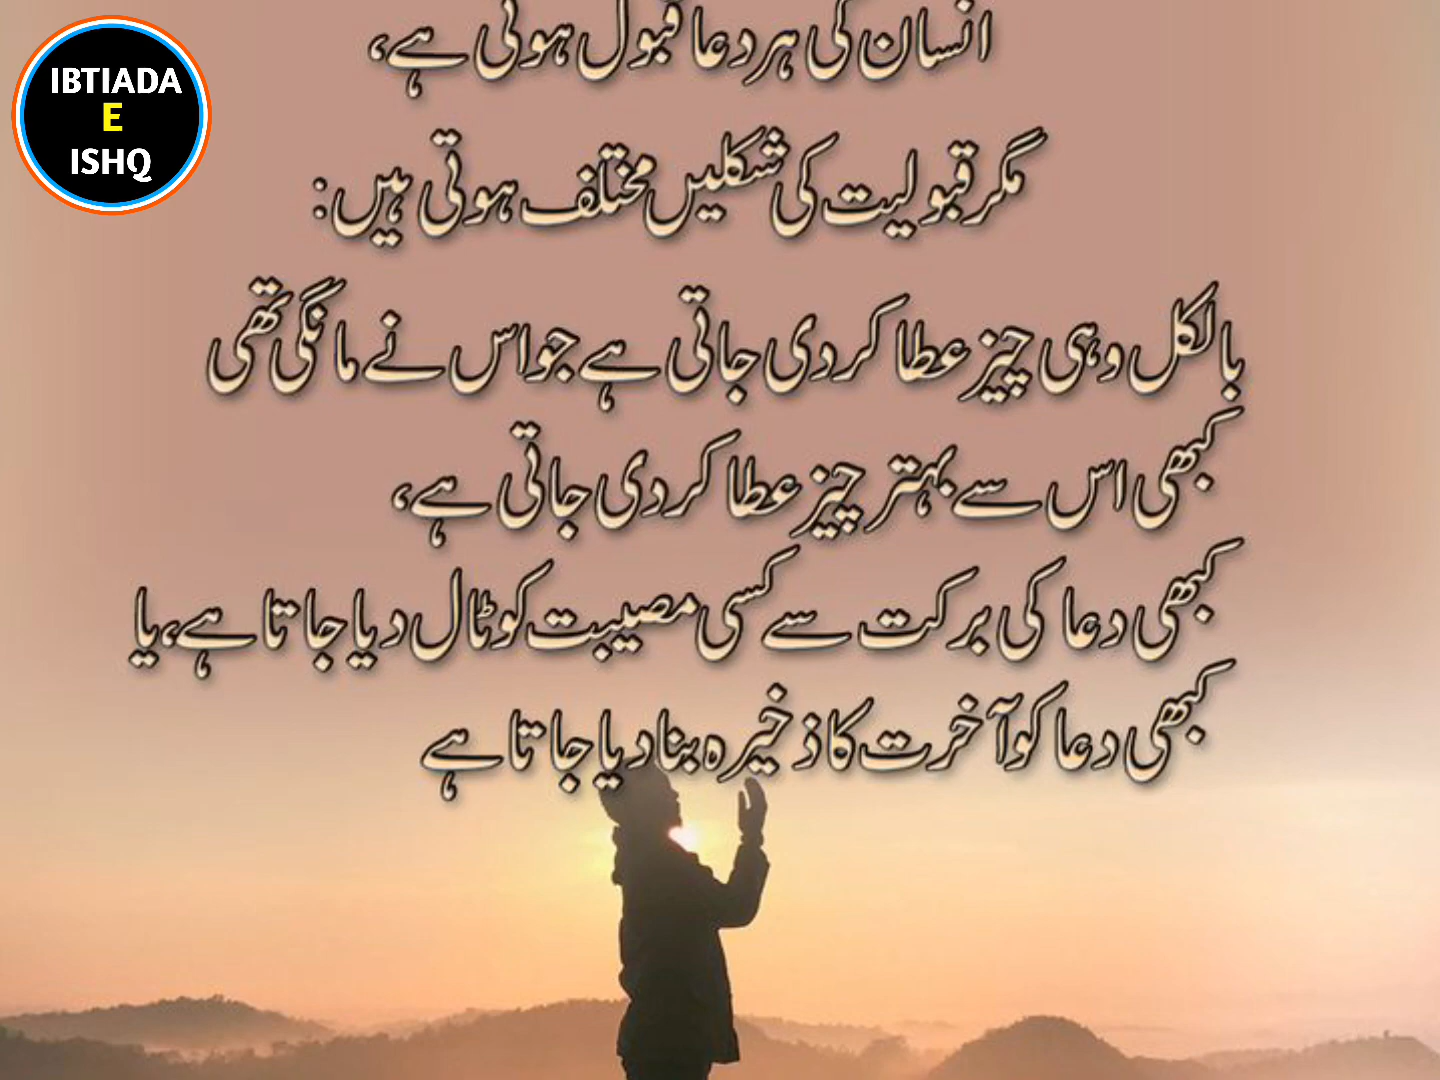 IBTIADA
E
ISHQ
انسان کی ہر دعا قبول ہوتی ہے،
مگر قبولیت کی شکلیں مختلف ہوتی ہیں:
بالکل وہی چیز عطا کر دی جاتی ہے جو اس نے مانگی تھی
کبھی اس سے بہتر چیز عطا کر دی جاتی ہے،
کبھی دعا کی برکت سے کسی مصیبت کو ٹال دیا جاتا ہے، یا
کبھی دعا کو آخرت کا ذخیرہ بنا دیا جاتا ہے